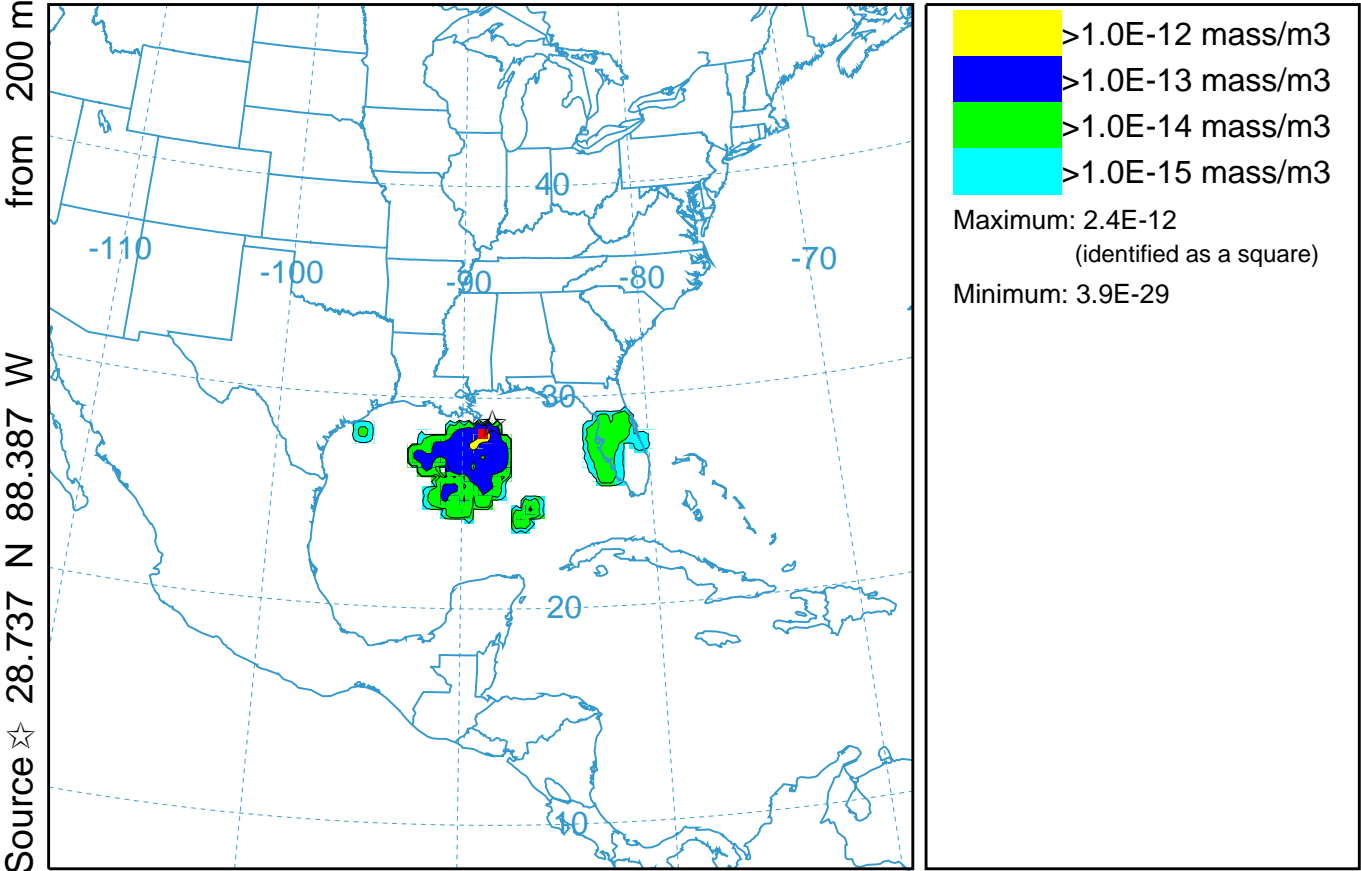 Source ☆ 28.737 N 88.387 W from 200 m
>1.0E-12 mass/m3
>1.0E-13 mass/m3
>1.0E-14 mass/m3
>1.0E-15 mass/m3
Maximum: 2.4E-12
(identified as a square)
Minimum: 3.9E-29
40
-110
-100
-90
-80
-70
30
20
10